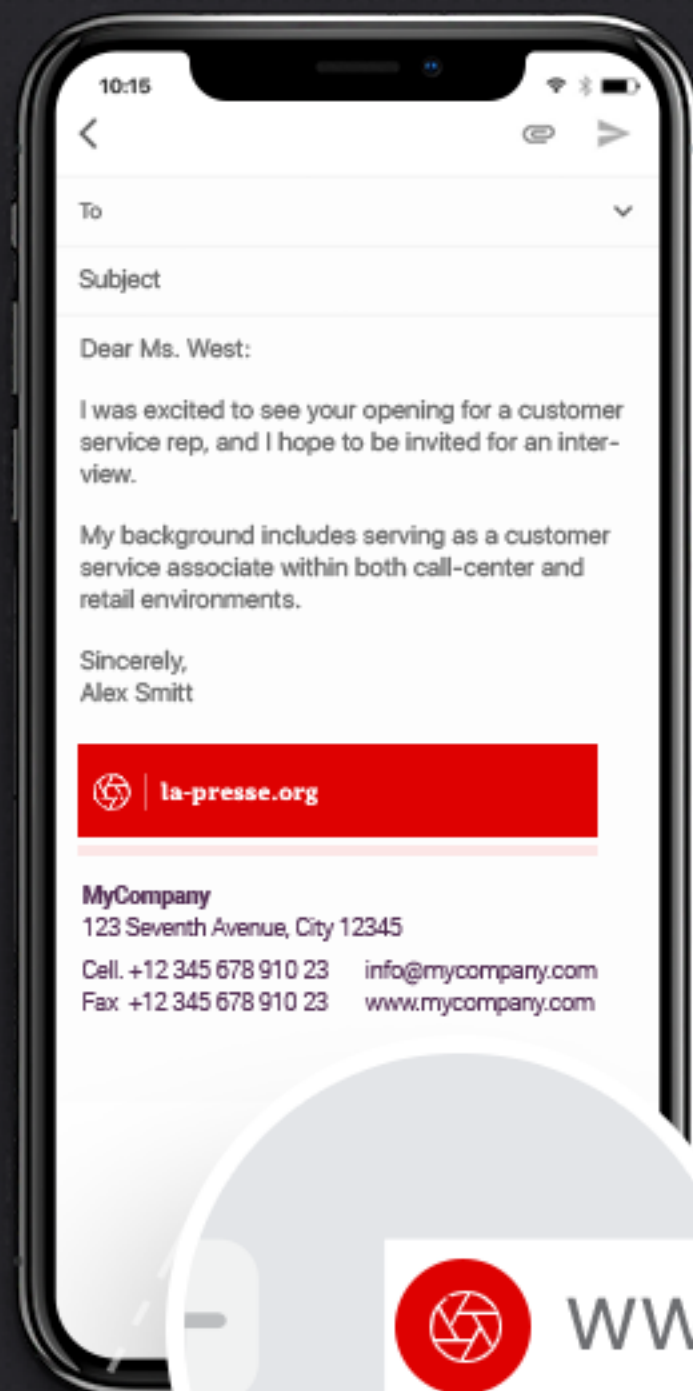 10:15
To
Subject
Dear Ms. West:
I was excited to see your opening for a customer
service rep, and I hope to be invited for an inter-
view.
My background includes serving as a customer
service associate within both call-center and
retail environments.
Sincerely,
Alex Smitt
la-presse.org
MyCompany
123 Seventh Avenue, City 12345
Cell. +12 345 678 910 23 info@mycompany.com
Fax +12 345 678 910 23 www.mycompany.com